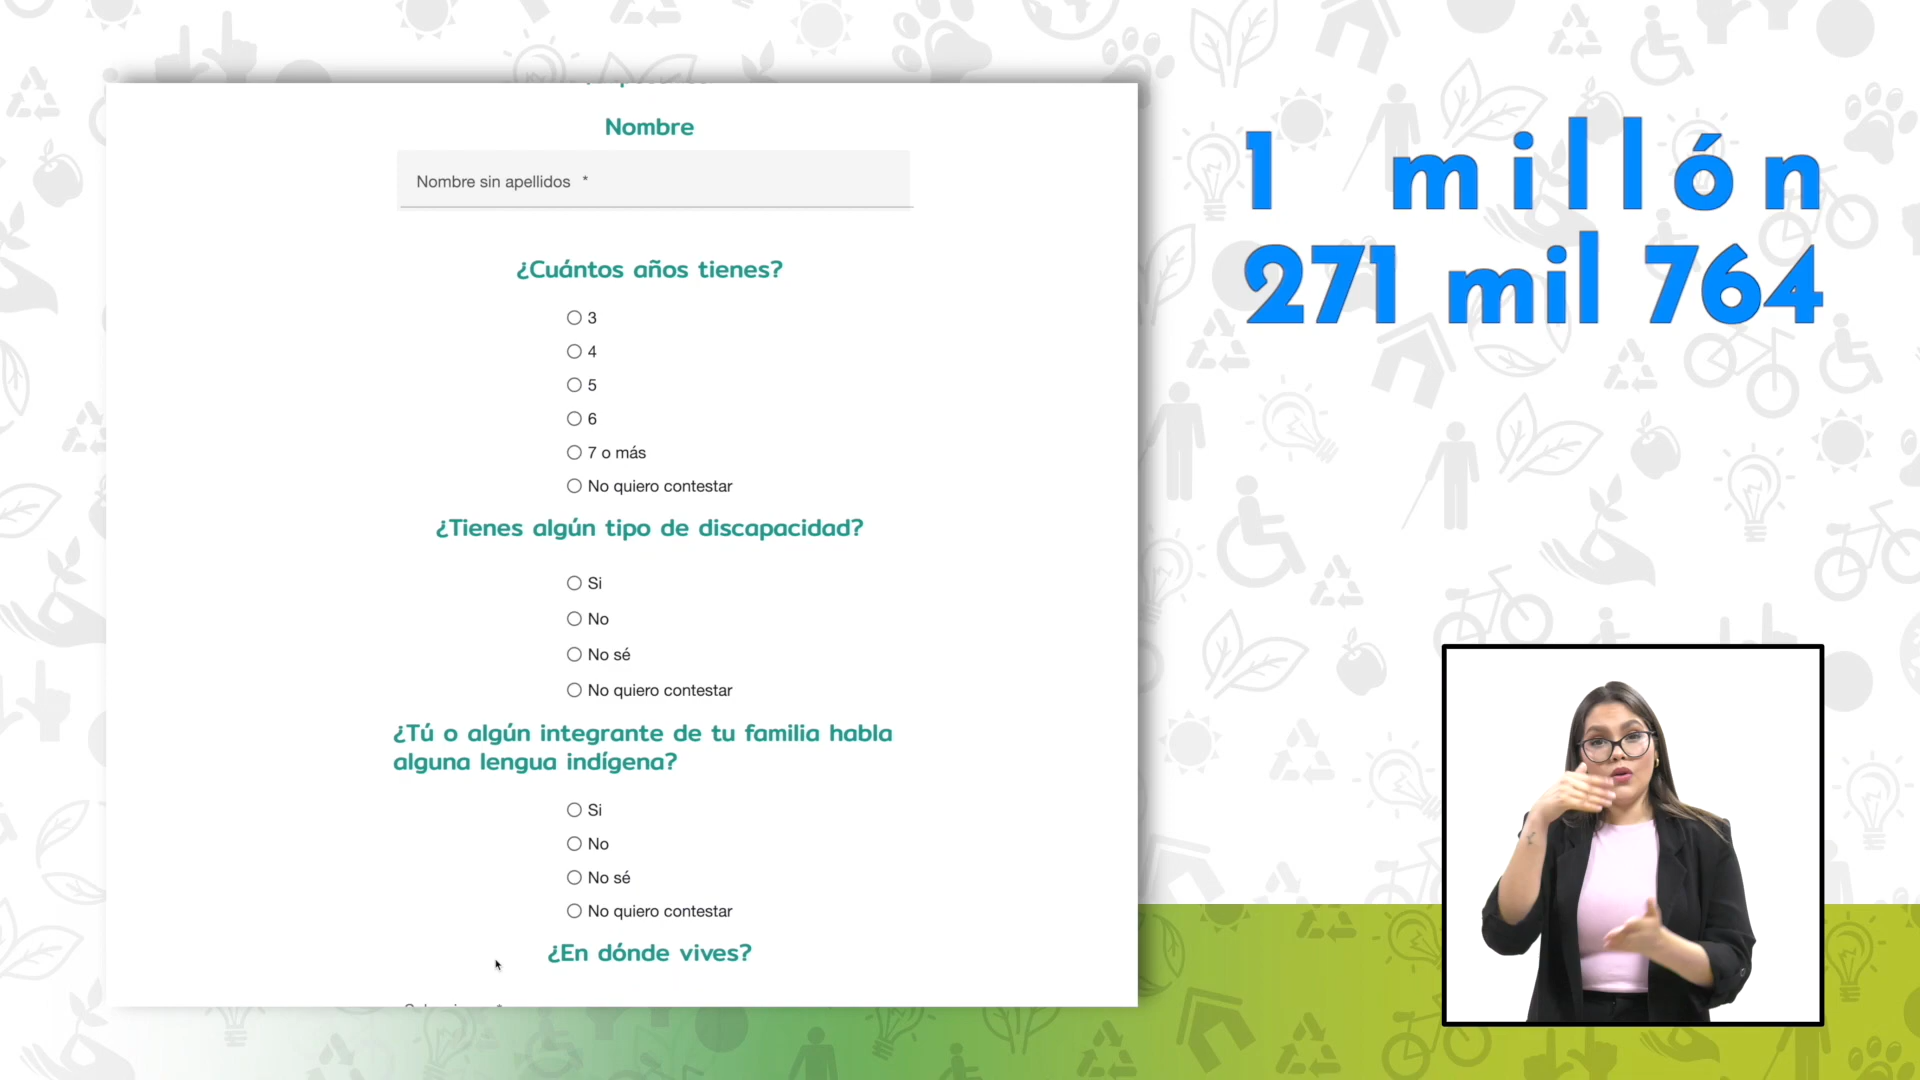 Nombre
Nombre sin apellidos *
¿Cuántos años tienes?
3
4
5
6
7 o más
No quiero contestar
¿Tienes algún tipo de discapacidad?
Si
No
No sé
No quiero contestar
¿Tú o algún integrante de tu familia habla
alguna lengua indígena?
Si
No
No sé
No quiero contestar
¿En dónde vives?
1 millón
271 mil 764